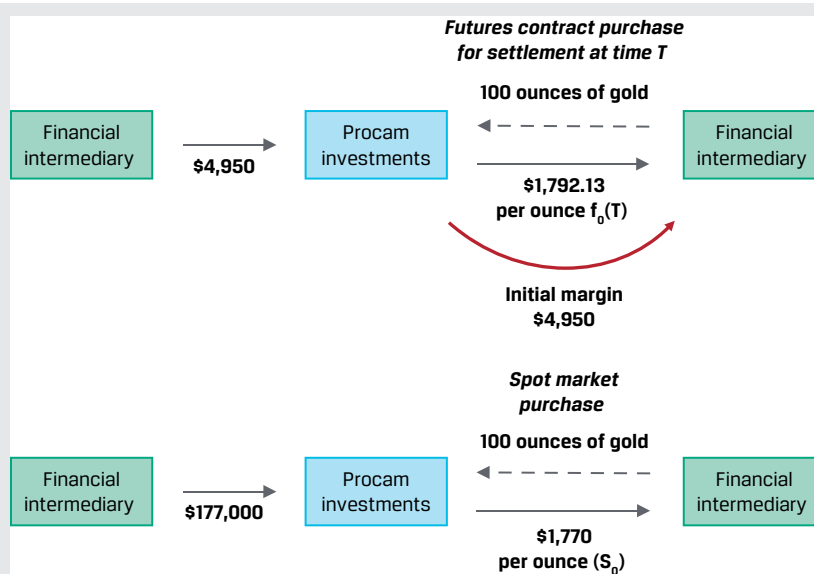 Futures contract purchase
for settlement at time T
100 ounces of gold
Financial
intermediary
$4,950
Procam
investments
Financial
intermediary
$1,792.13
per ounce f₀(T)
Initial margin
$4,950
Spot market
purchase
100 ounces of gold
Financial
intermediary
$177,000
Procam
investments
Financial
intermediary
$1,770
per ounce (S₀)